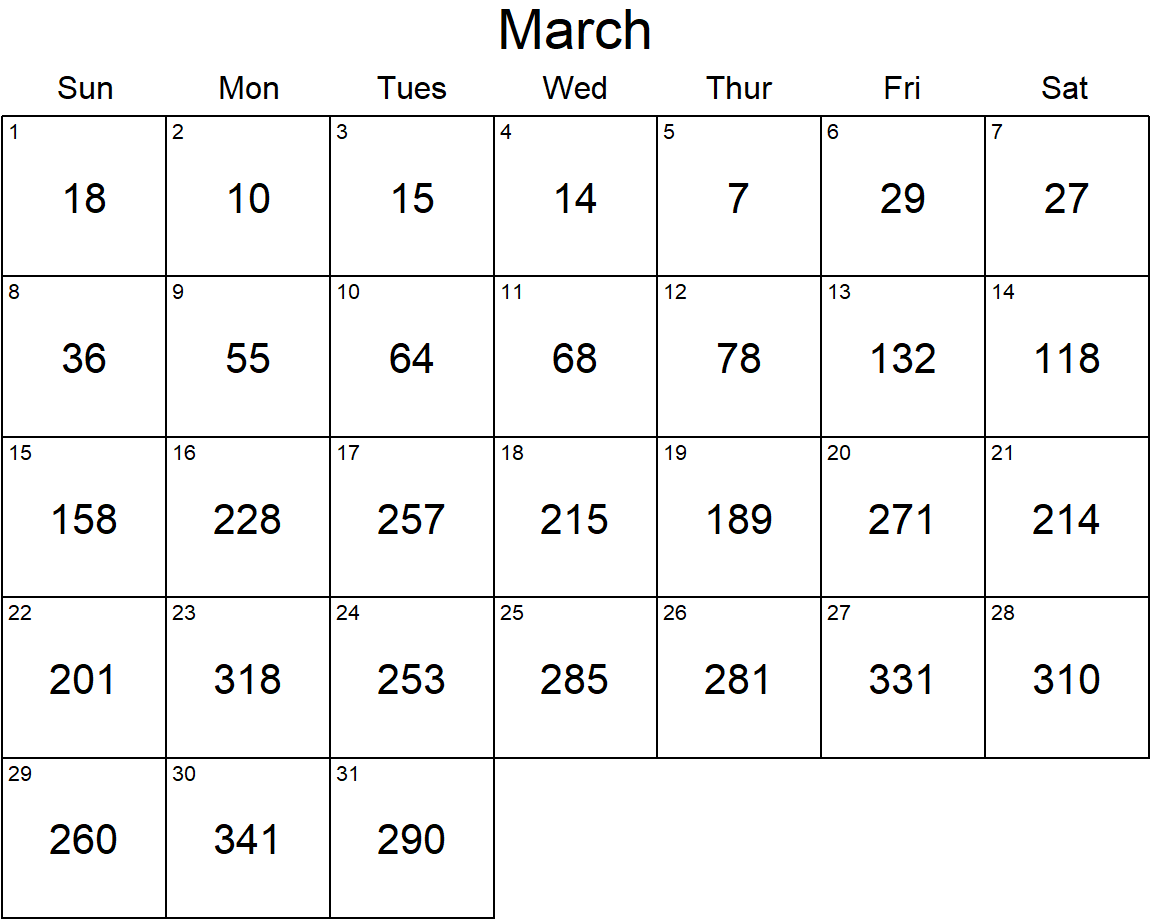 March
Sun Mon Tues Wed Thur Fri Sat
1 2 3 4 5 6 7
18 10 15 14 7 29 27
8 9 10 11 12 13 14
36 55 64 68 78 132 118
15 16 17 18 19 20 21
158 228 257 215 189 271 214
22 23 24 25 26 27 28
201 318 253 285 281 331 310
29 30 31
260 341 290